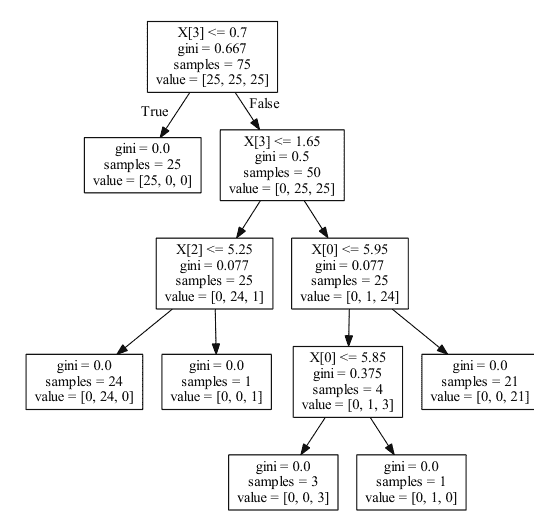 X[3] <= 0.7
gini = 0.667
samples = 75
value = [25, 25, 25]
True
False
gini = 0.0
samples = 25
value = [25, 0, 0]
X[3] <= 1.65
gini = 0.5
samples = 50
value = [0, 25, 25]
X[2] <= 5.25
gini = 0.077
samples = 25
value = [0, 24, 1]
X[0] <= 5.95
gini = 0.077
samples = 25
value = [0, 1, 24]
gini = 0.0
samples = 24
value = [0, 24, 0]
gini = 0.0
samples = 1
value = [0, 0, 1]
X[0] <= 5.85
gini = 0.375
samples = 4
value = [0, 1, 3]
gini = 0.0
samples = 21
value = [0, 0, 21]
gini = 0.0
samples = 3
value = [0, 0, 3]
gini = 0.0
samples = 1
value = [0, 1, 0]